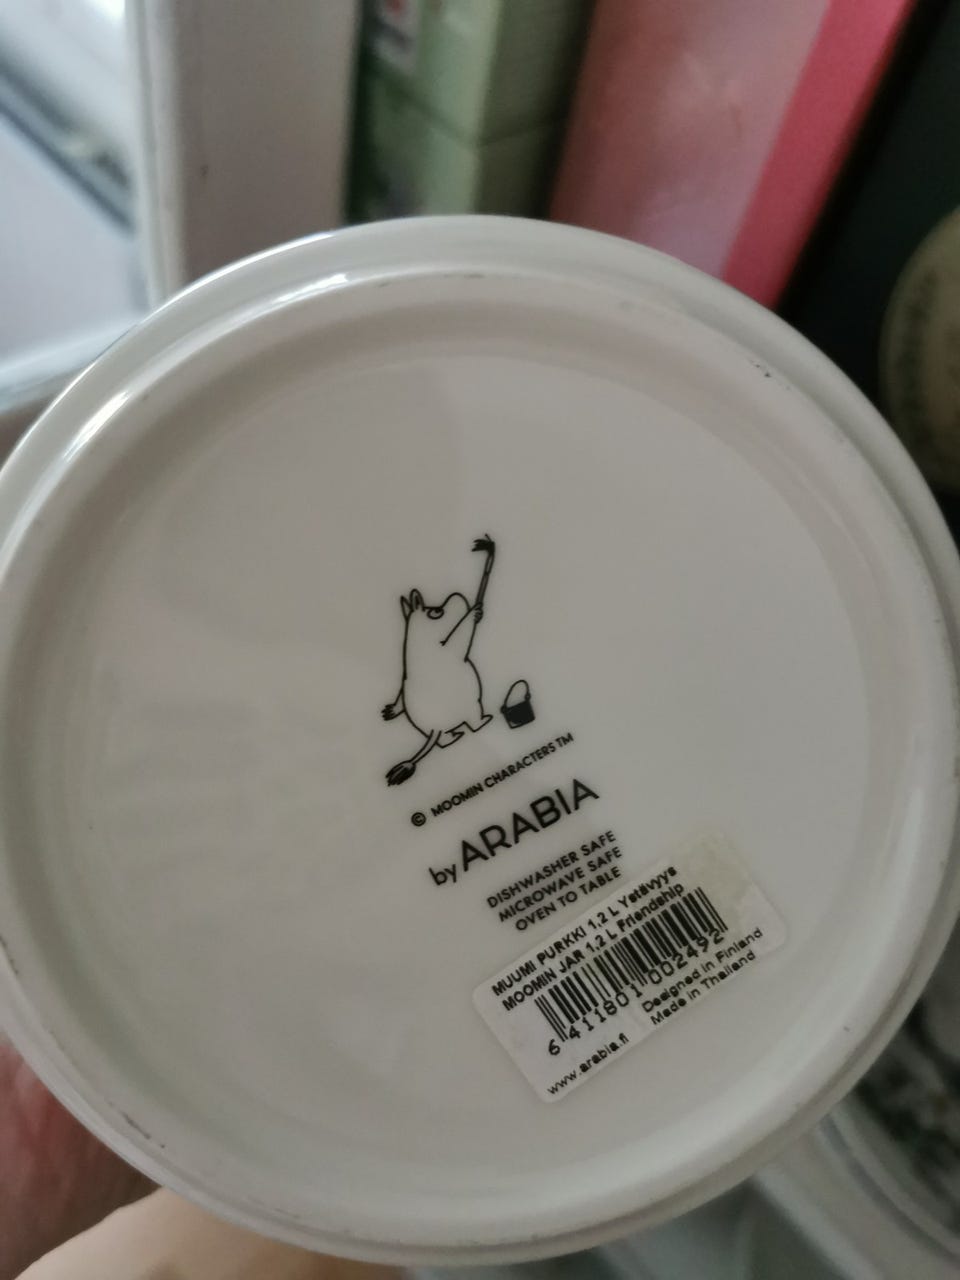 © MOOMIN CHARACTERS TM
by ARABIA
DISHWASHER SAFE
MICROWAVE SAFE
OVEN TO TABLE
MUUMI PURKKI 1,2 L Ystävyys
MOOMIN JAR 1,2 L Friendship
6 411801 002492
Designed in Finland
Made in Thailand
www.arabia.fi